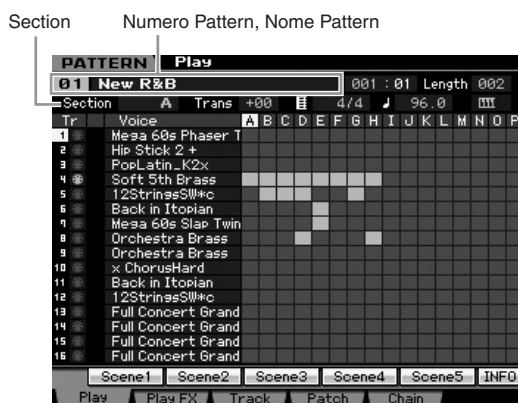 Section Numero Pattern, Nome Pattern
PATTERN Play
01 New R&B 001 : 01 Length 002
Section A Trans +00 4/4 96.0
Tr Voice A B C D E F G H I J K L M N O P
1 Mega 60s Phaser T
2 Hip Stick 2 +
3 PopLatin_K2x
4 Soft 5th Brass
5 12StringsSW*c
6 Back in Itopian
7 Mega 60s Slap Twin
8 Orchestra Brass
9 Orchestra Brass
10 x ChorusHard
11 Back in Itopian
12 12StringsSW*c
13 Full Concert Grand
14 Full Concert Grand
15 Full Concert Grand
16 Full Concert Grand
Scene1 Scene2 Scene3 Scene4 Scene5 INFO
Play Play FX Track Patch Chain